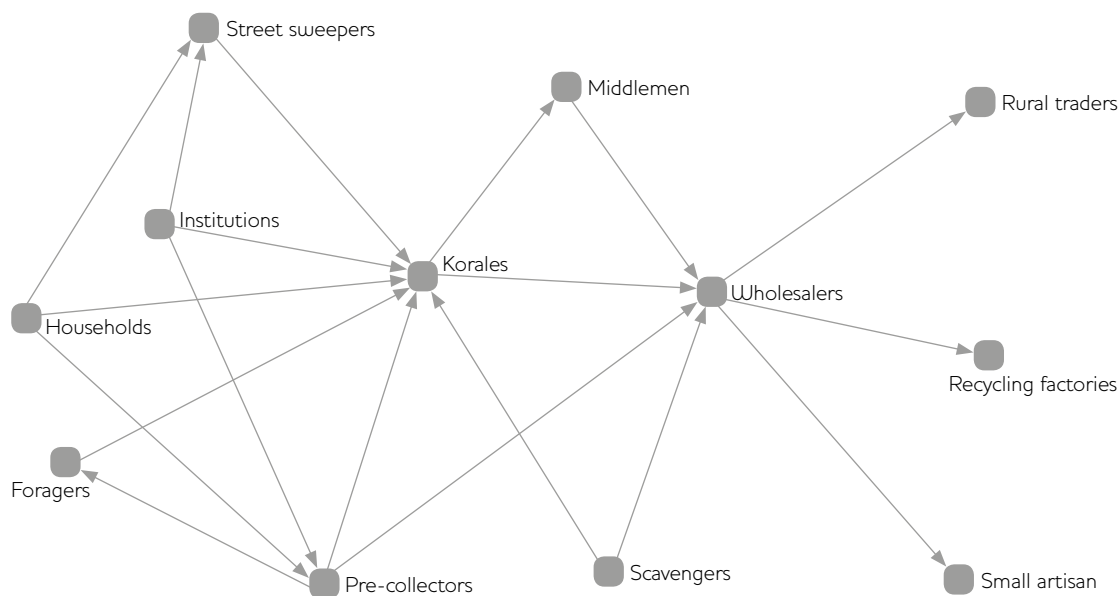 Street sweepers
Middlemen
Rural traders
Institutions
Korales
Wholesalers
Households
Recycling factories
Foragers
Scavengers
Small artisan
Pre-collectors